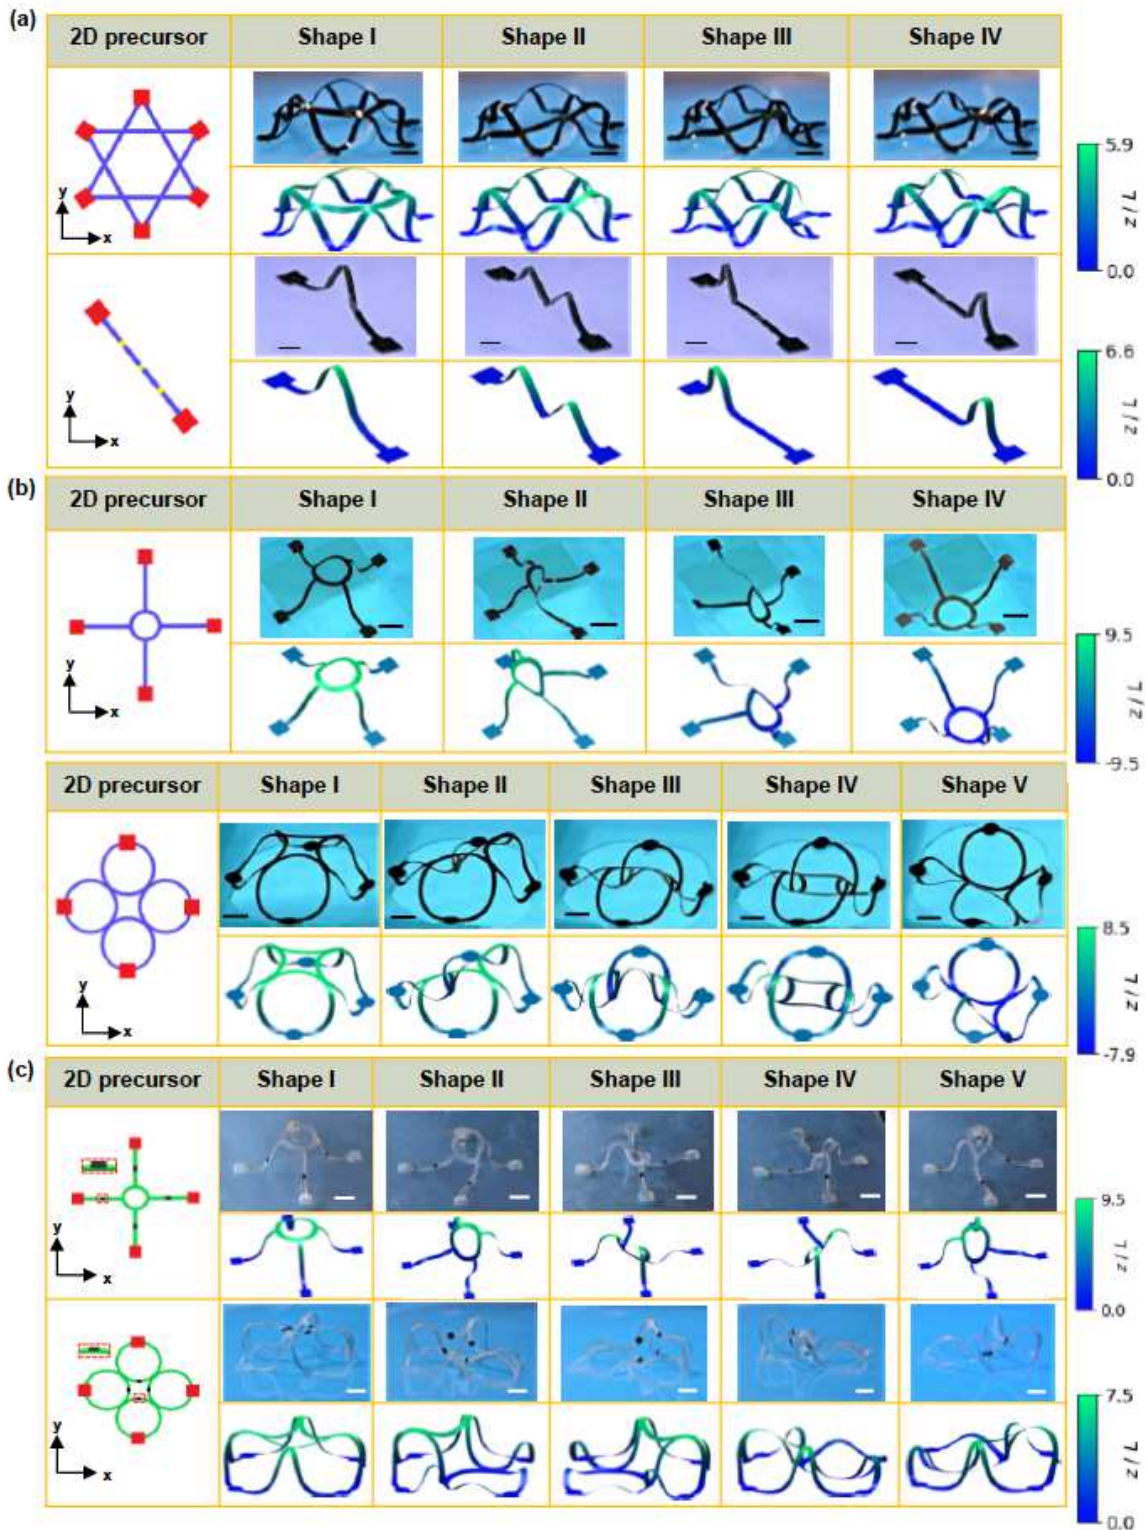 (a)
2D precursor Shape I Shape II Shape III Shape IV
y
x
5.9
z / L
0.0
y
x
6.6
z / L
0.0
(b)
2D precursor Shape I Shape II Shape III Shape IV
y
x
9.5
z / L
-9.5
2D precursor Shape I Shape II Shape III Shape IV Shape V
y
x
8.5
z / L
-7.9
(c)
2D precursor Shape I Shape II Shape III Shape IV Shape V
y
x
9.5
z / L
0.0
y
x
7.5
z / L
0.0